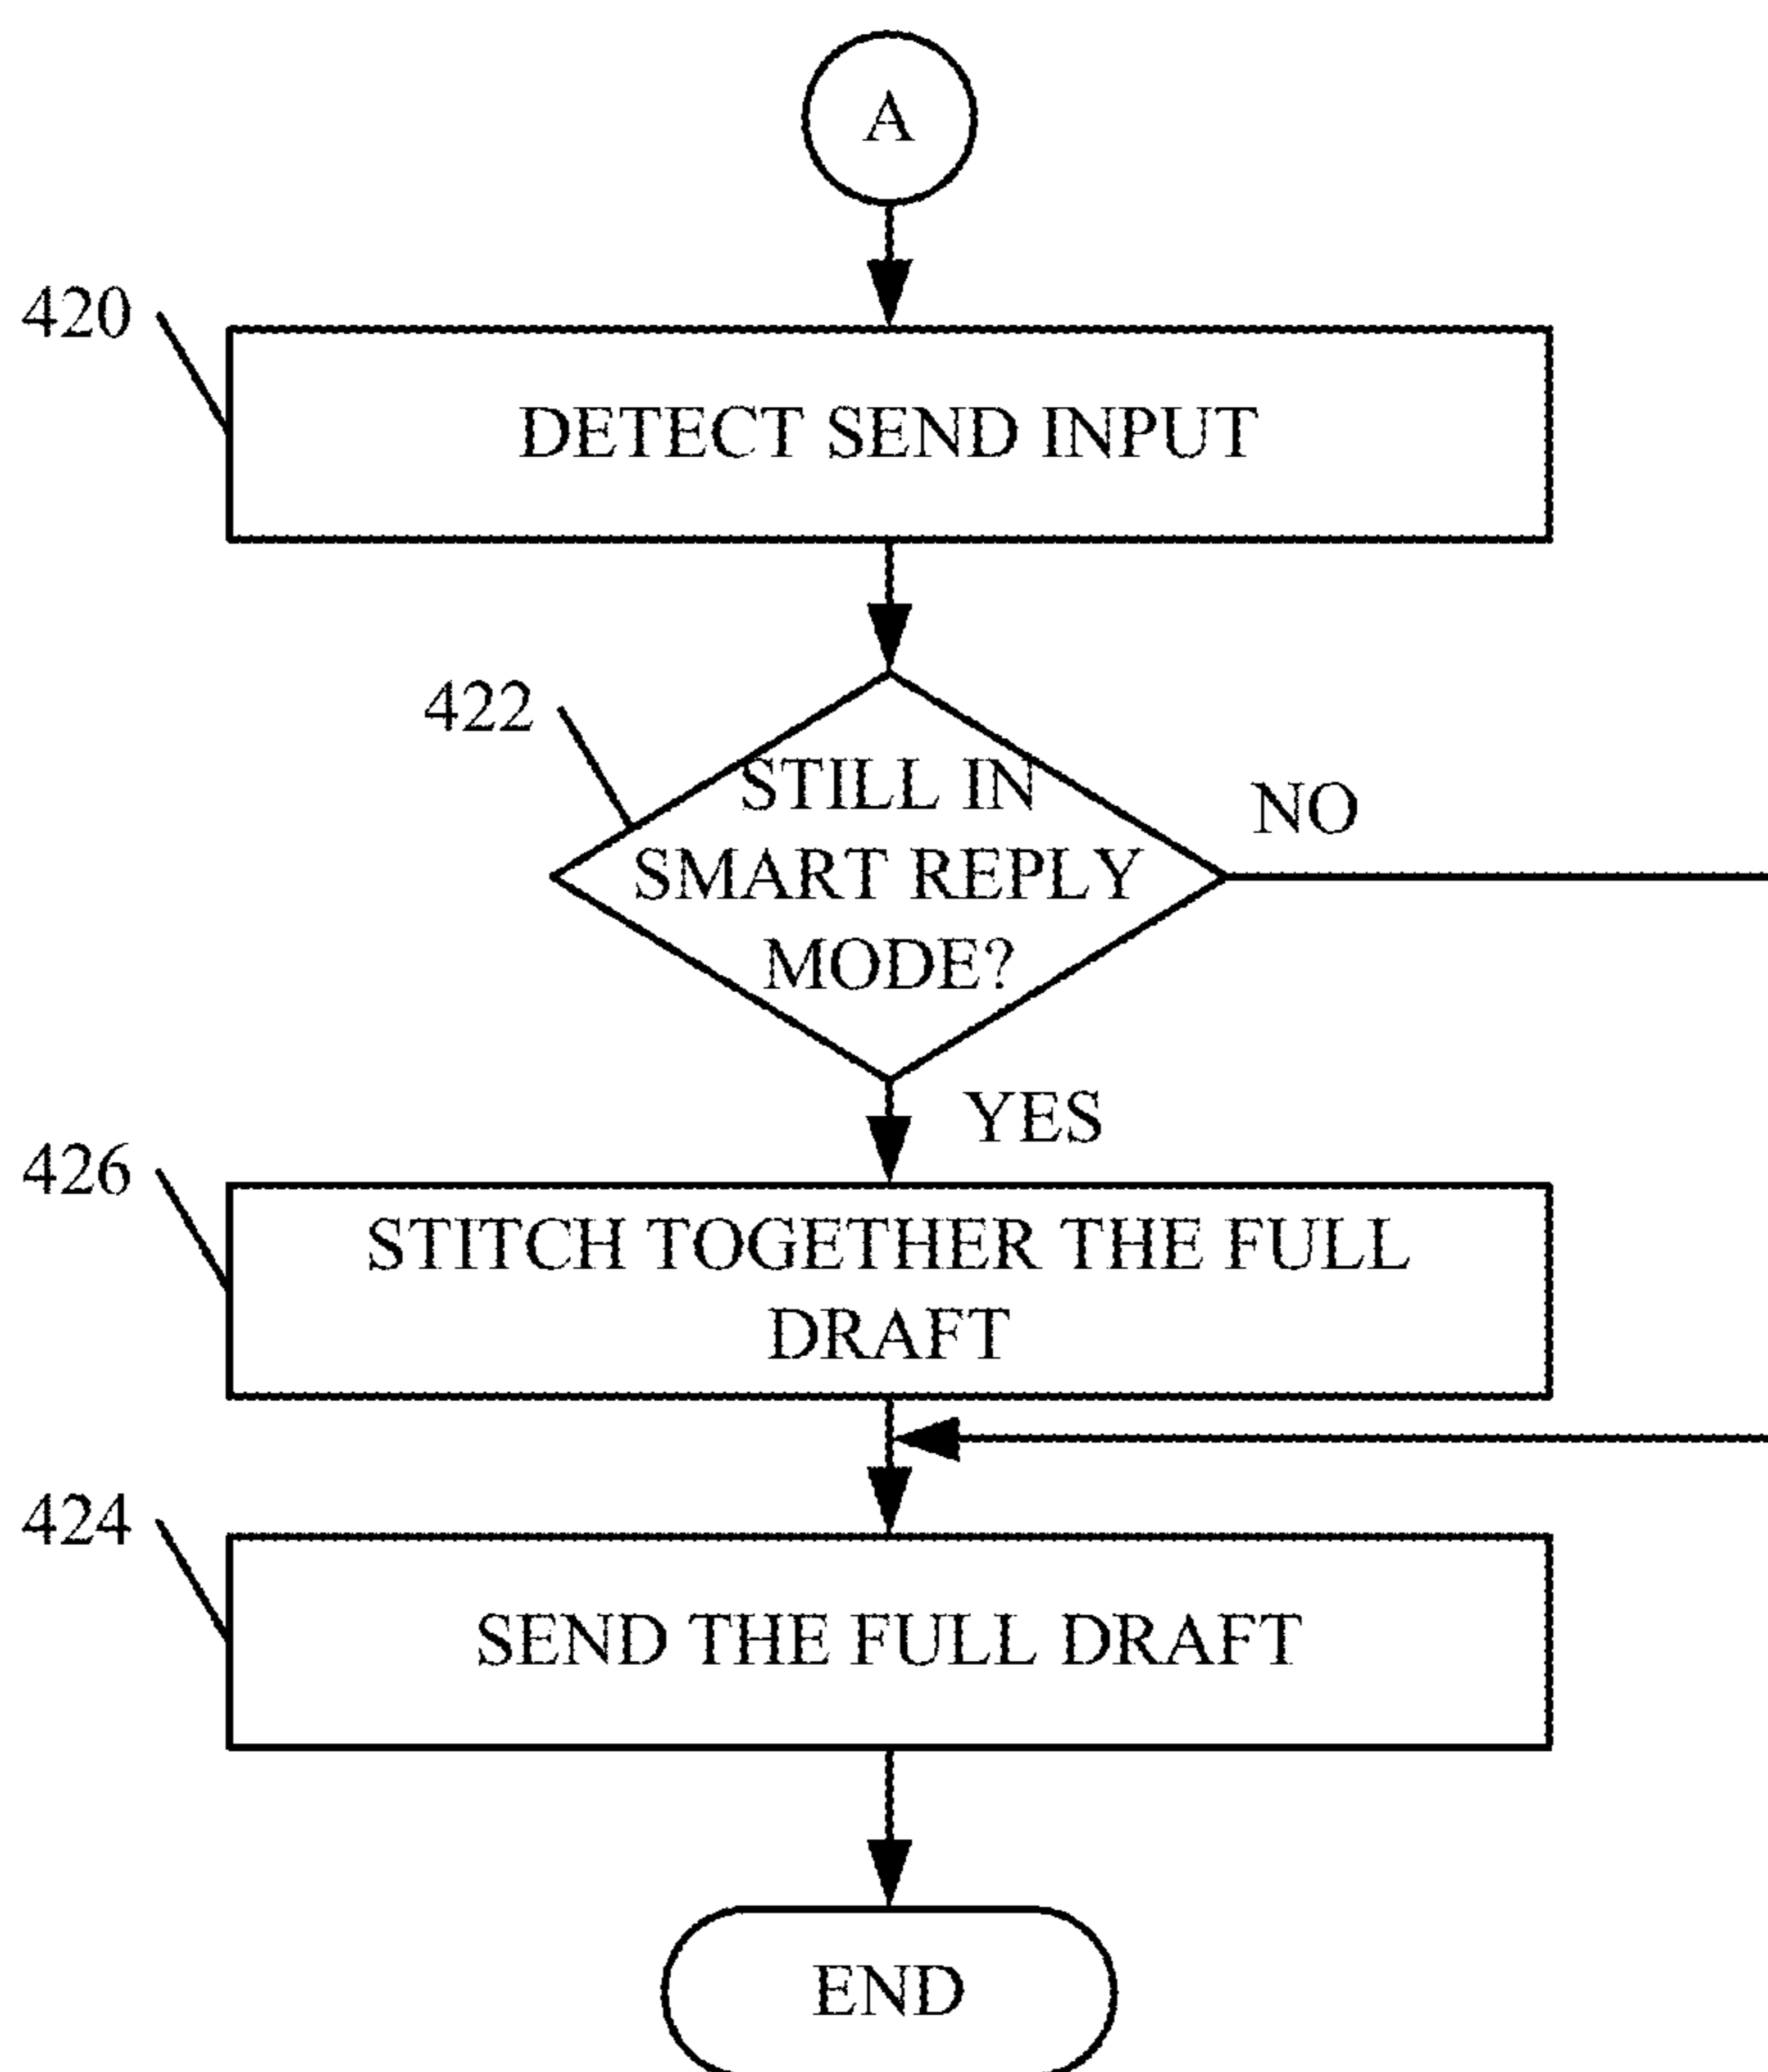 A
420
DETECT SEND INPUT
422
STILL IN
SMART REPLY
MODE?
NO
YES
426
STITCH TOGETHER THE FULL
DRAFT
424
SEND THE FULL DRAFT
END